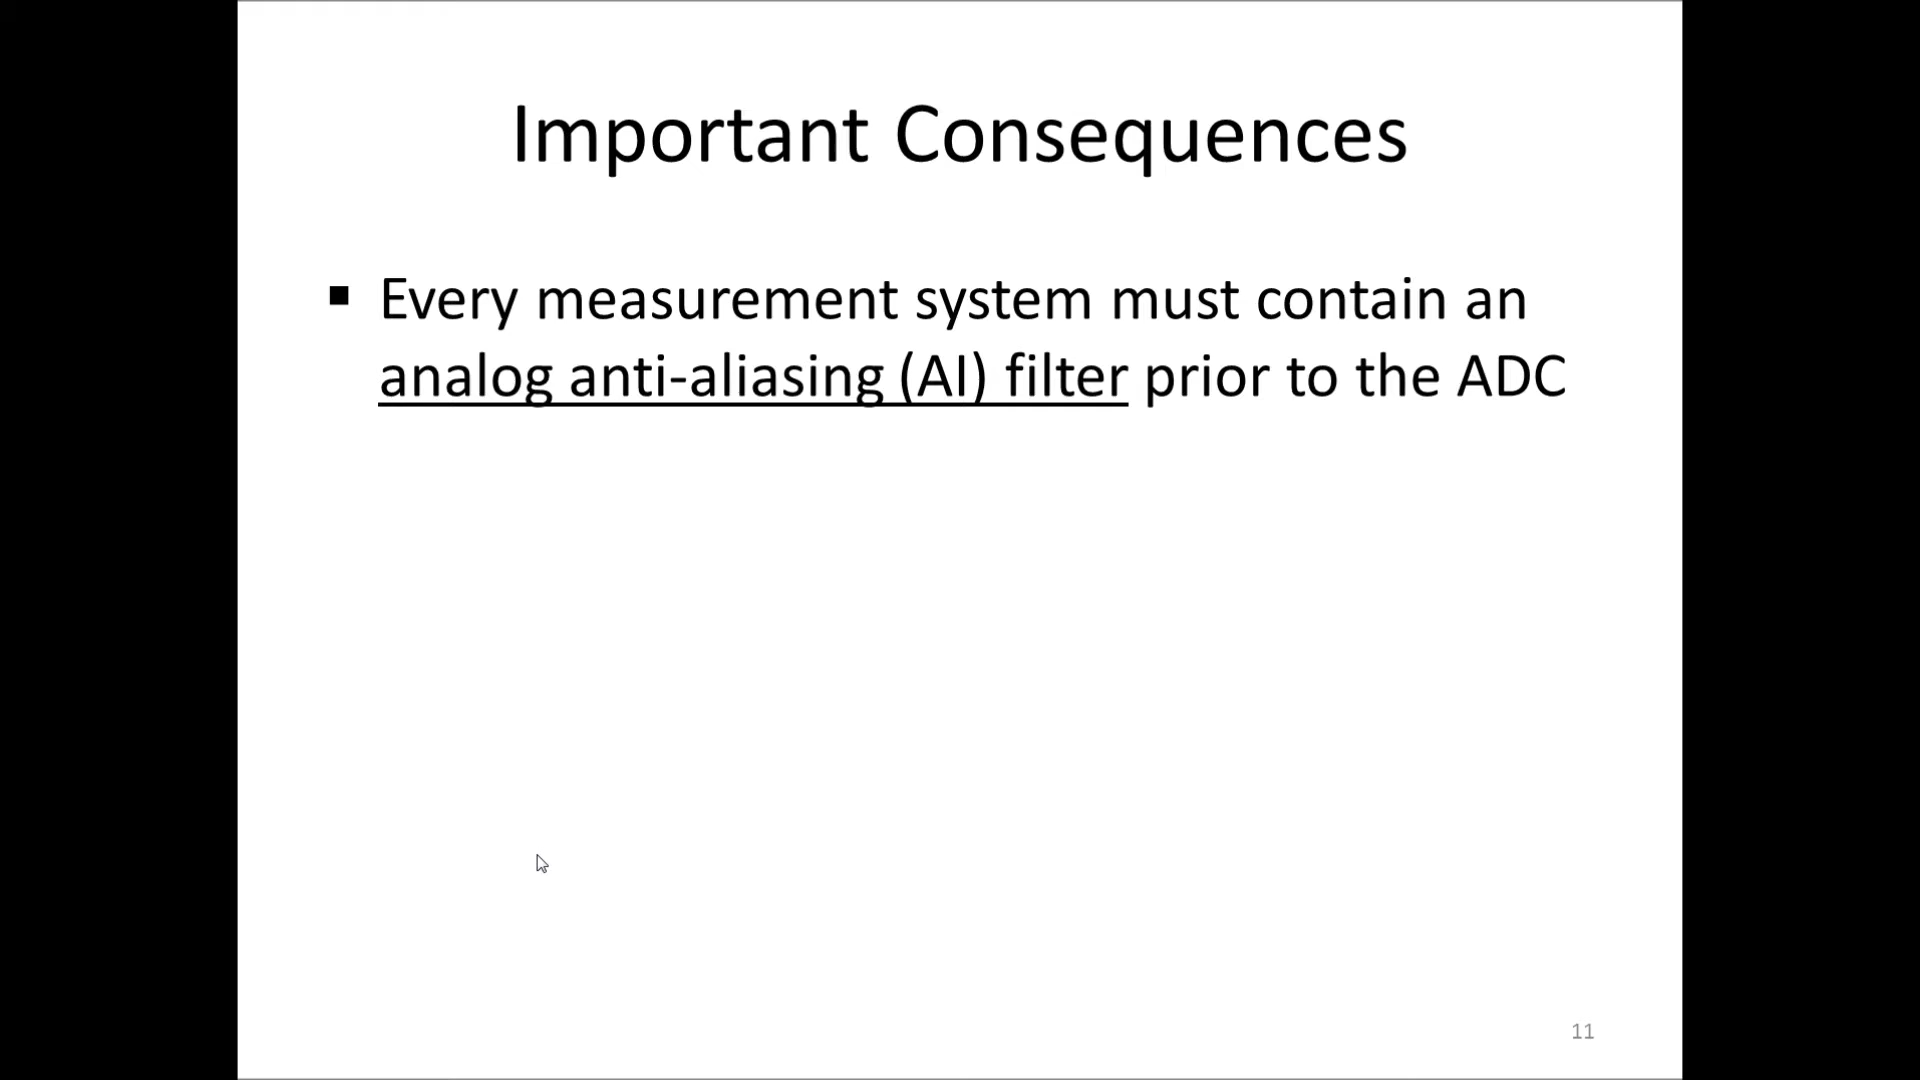 Important Consequences
▪ Every measurement system must contain an
analog anti-aliasing (AI) filter prior to the ADC
11